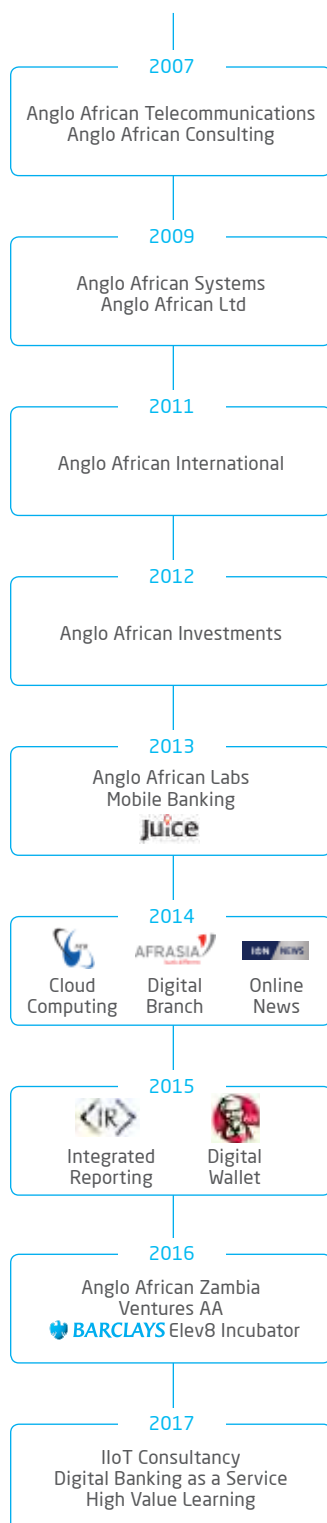 2007
Anglo African Telecommunications
Anglo African Consulting
2009
Anglo African Systems
Anglo African Ltd
2011
Anglo African International
2012
Anglo African Investments
2013
Anglo African Labs
Mobile Banking
Juice
2014
AFRASIA
ION NEWS
Cloud
Computing
Digital
Branch
Online
News
2015
<IR>
Integrated
Reporting
Digital
Wallet
2016
Anglo African Zambia
Ventures AA
BARCLAYS Elev8 Incubator
2017
IIoT Consultancy
Digital Banking as a Service
High Value Learning